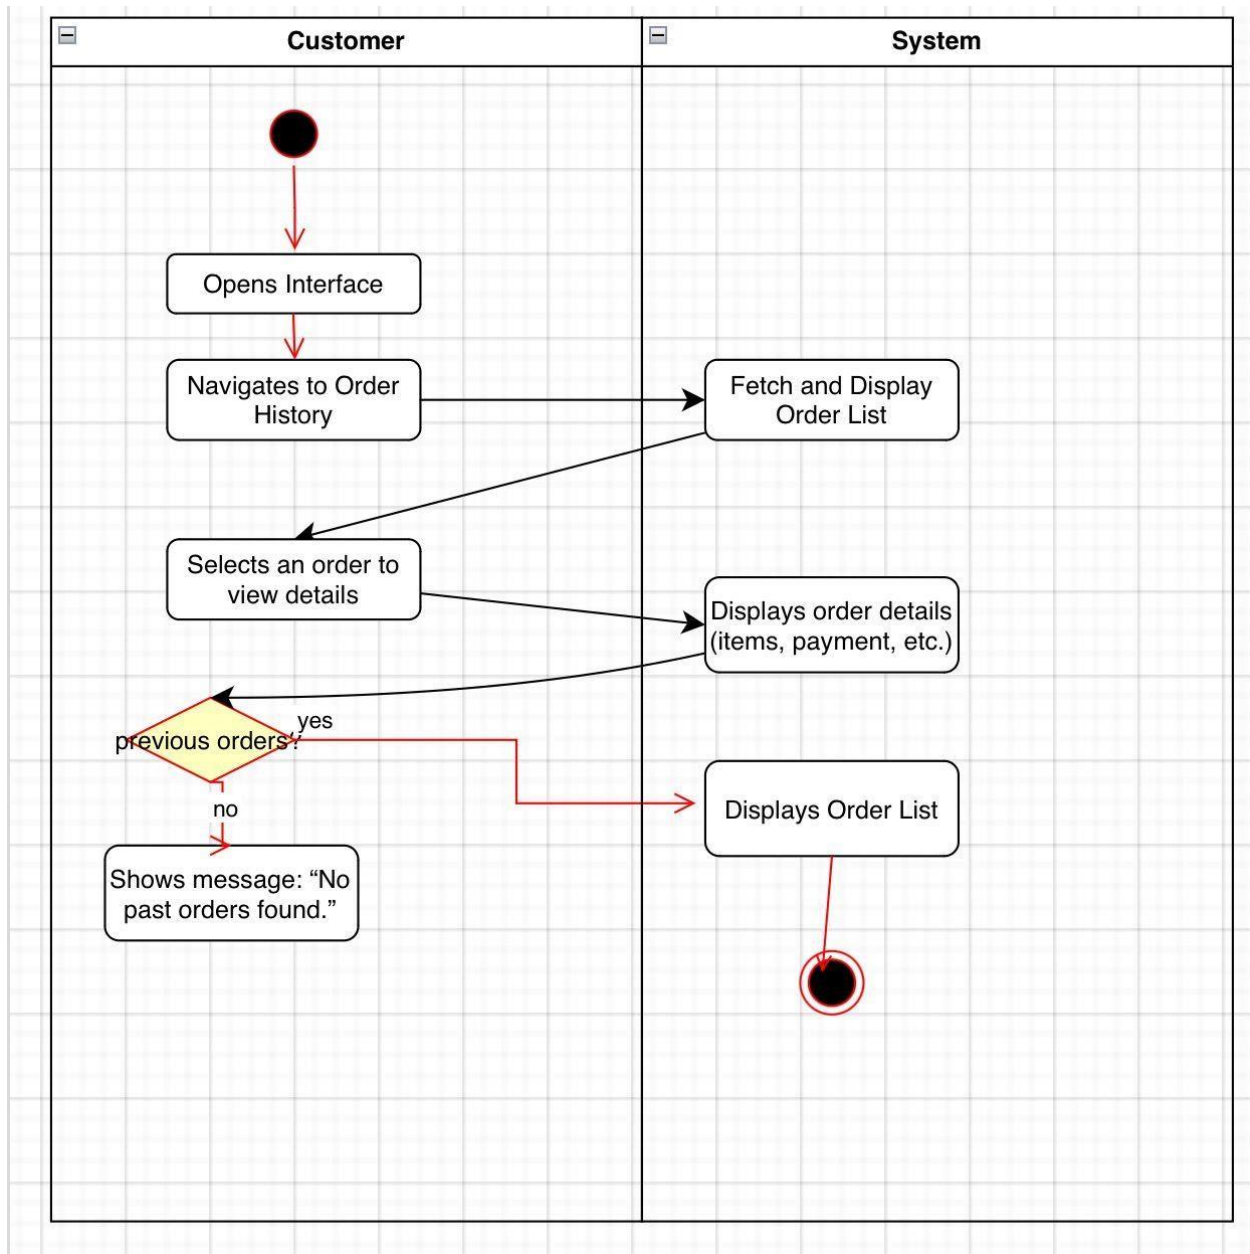 Customer
System
Opens Interface
Navigates to Order
History
Fetch and Display
Order List
Selects an order to
view details
Displays order details
(items, payment, etc.)
previous orders?
yes
no
Displays Order List
Shows message: “No
past orders found.”